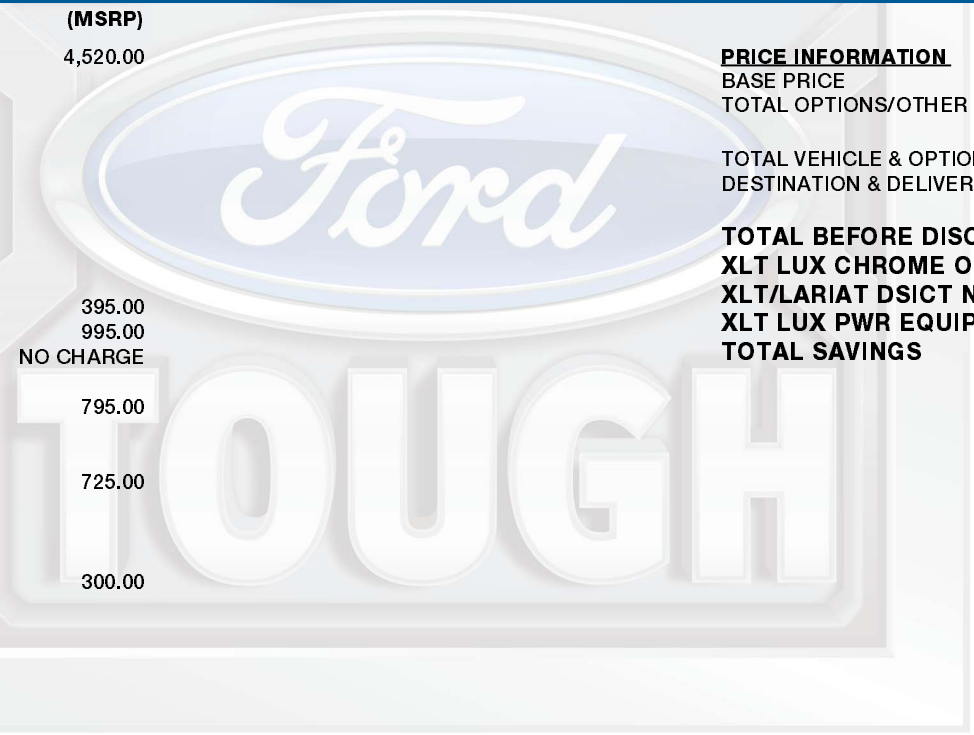 (MSRP)
4,520.00
395.00
995.00
NO CHARGE
795.00
725.00
300.00
Ford
TOUGH
PRICE INFORMATION
BASE PRICE
TOTAL OPTIONS/OTHER
TOTAL VEHICLE & OPTION
DESTINATION & DELIVER
TOTAL BEFORE DISC
XLT LUX CHROME O
XLT/LARIAT DSICT N
XLT LUX PWR EQUIP
TOTAL SAVINGS